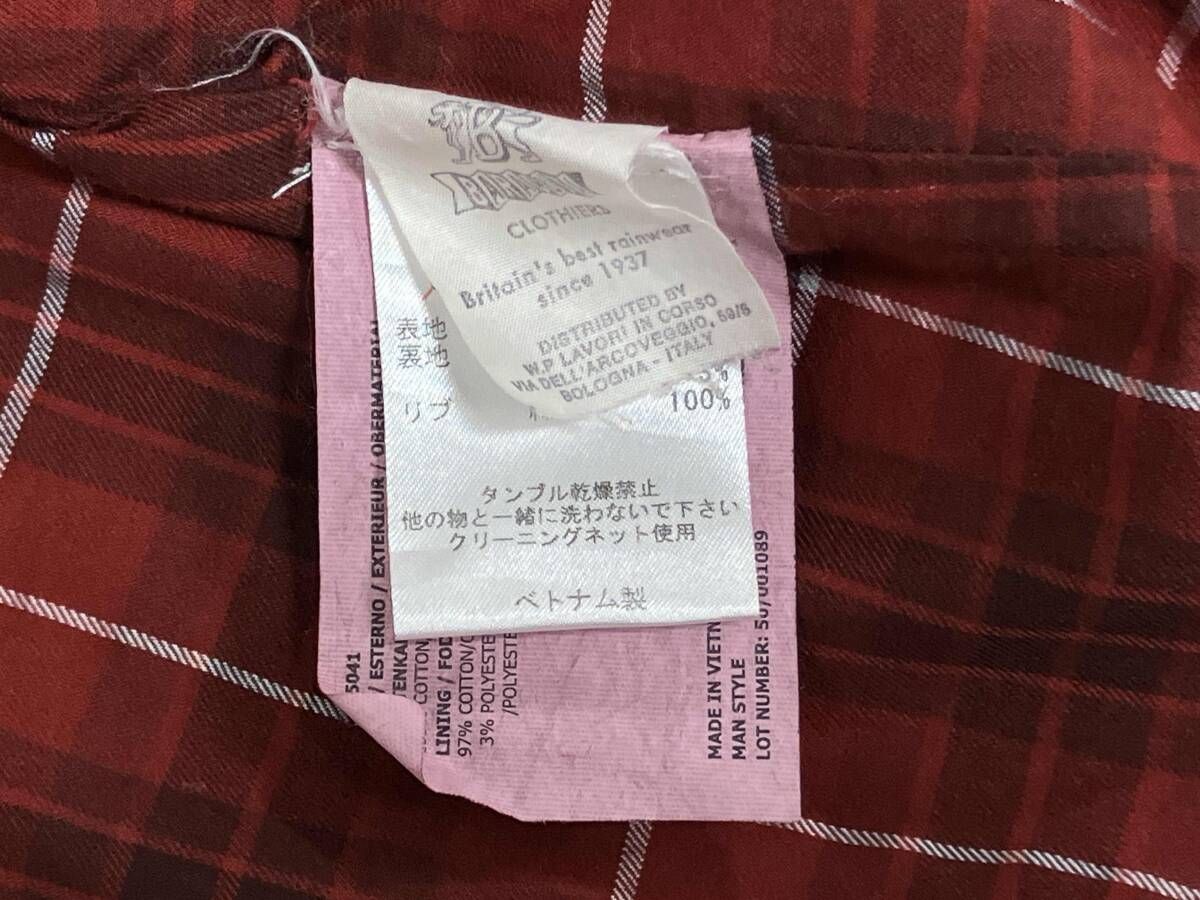 B
BARACUTA
CLOTHIERS
Britain's best rainwear
since 1937
DISTRIBUTED BY
W.P LAVORI IN CORSO
VIA DELL'ARCOVEGGIO, 59/5
BOLOGNA - ITALY
表地
裏地
リブ 100%
タンブル乾燥禁止
他の物と一緒に洗わないで下さい
クリーニングネット使用
ベトナム製
5041
/ ESTERNO / EXTERIEUR / OBERMATERIAL
COTTON
LINING / FOD
97% COTTON/C
3% POLYESTE
/POLYESTE
MADE IN VIETN
MAN STYLE
LOT NUMBER: 50/001089